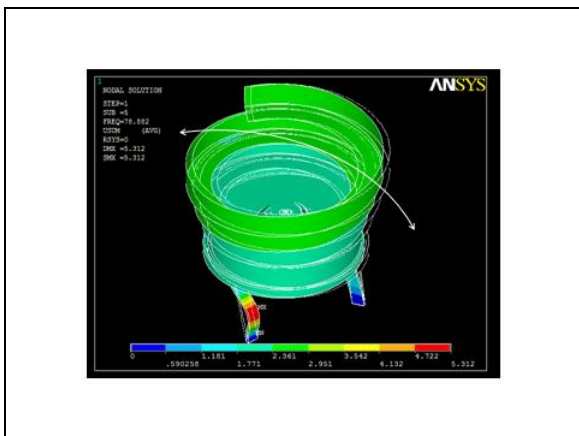 1
NODAL SOLUTION
ANSYS
STEP=1
SUB =5
FREQ=78.882
USUM (AVG)
RSYS=0
DMX =5.312
SMX =5.312
MX
MN
0 1.181 2.361 3.542 4.722
.590258 1.771 2.951 4.132 5.312